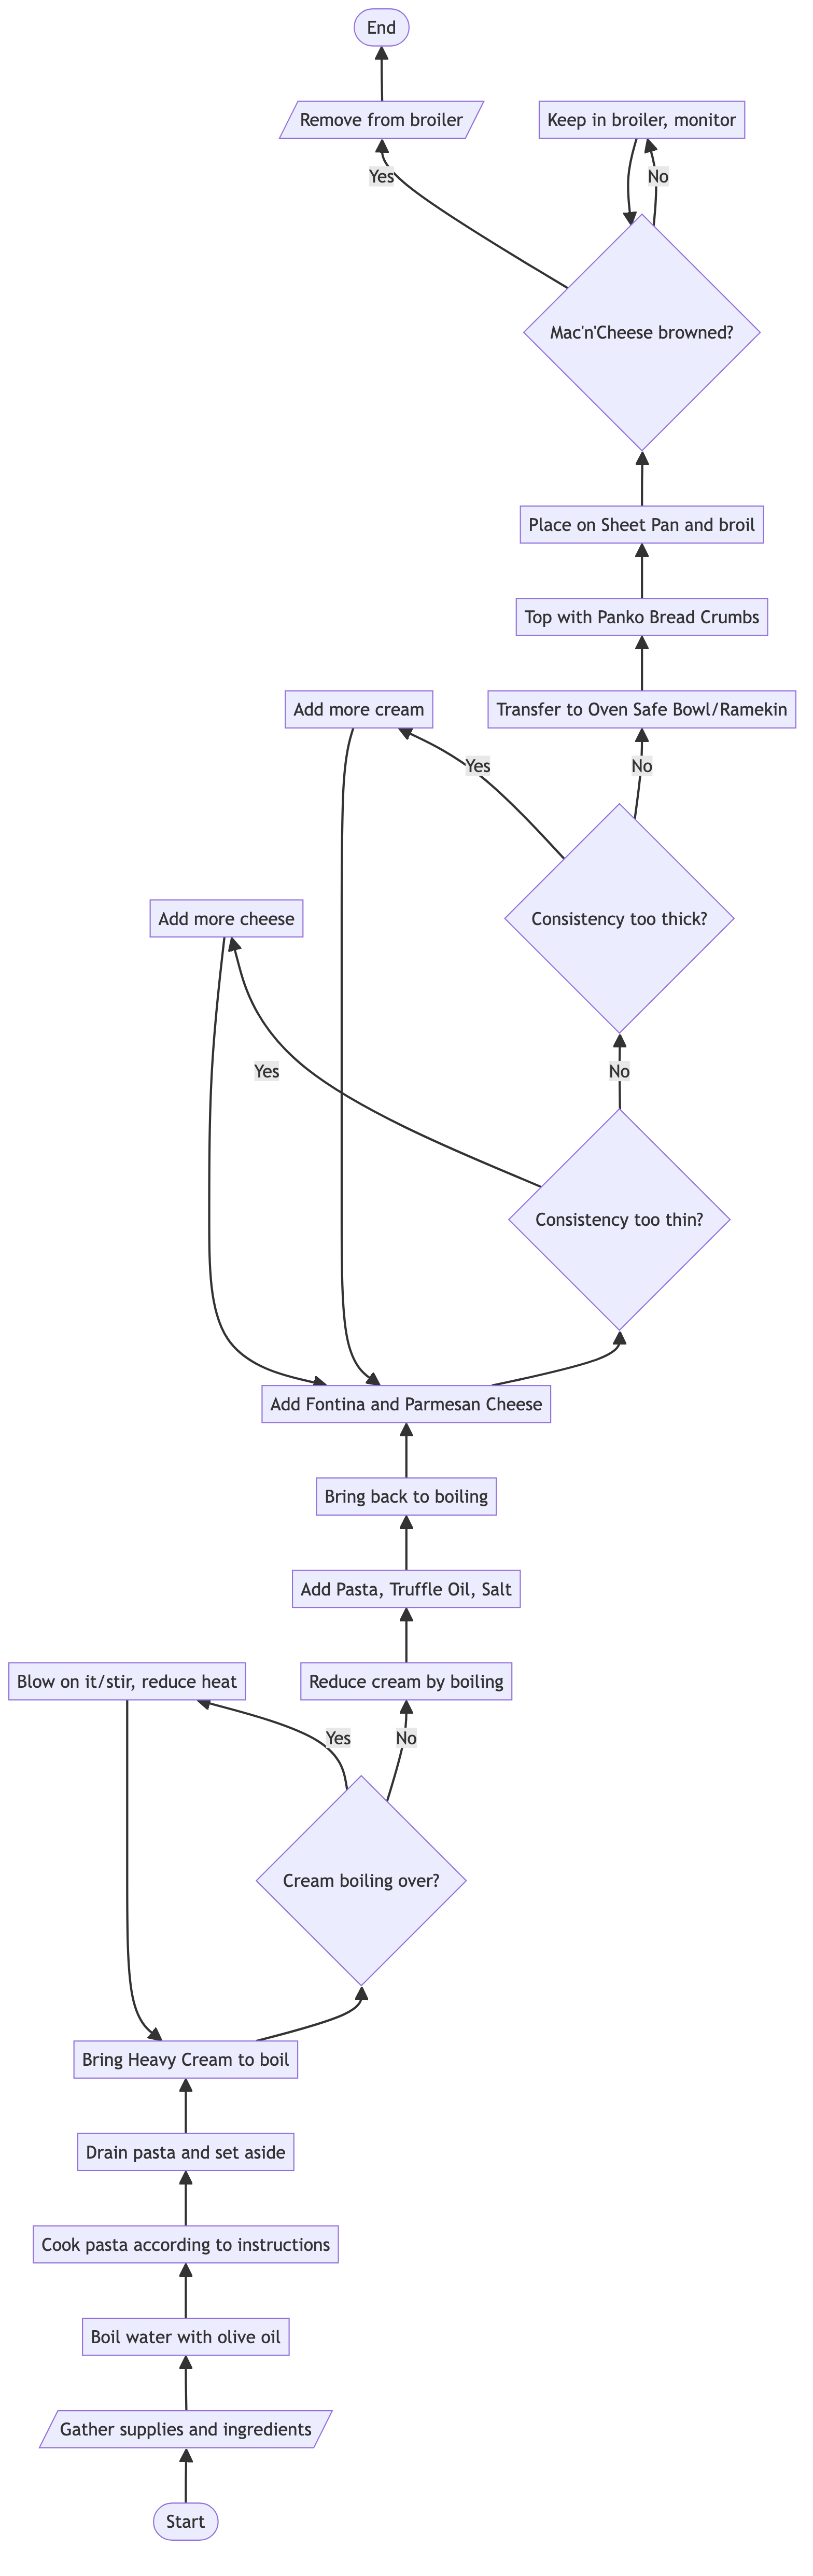 End
Remove from broiler
Keep in broiler, monitor
Yes
No
Mac'n'Cheese browned?
Place on Sheet Pan and broil
Top with Panko Bread Crumbs
Add more cream
Transfer to Oven Safe Bowl/Ramekin
Yes
No
Add more cheese
Consistency too thick?
Yes
No
Consistency too thin?
Add Fontina and Parmesan Cheese
Bring back to boiling
Add Pasta, Truffle Oil, Salt
Blow on it/stir, reduce heat
Reduce cream by boiling
Yes
No
Cream boiling over?
Bring Heavy Cream to boil
Drain pasta and set aside
Cook pasta according to instructions
Boil water with olive oil
Gather supplies and ingredients
Start